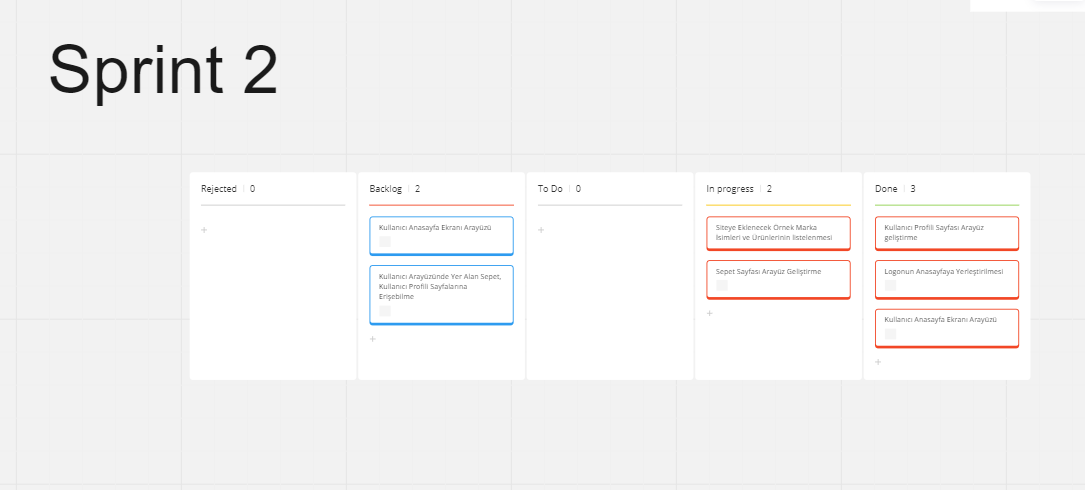 Sprint 2
Rejected | 0
Backlog | 2
To Do | 0
In progress | 2
Done | 3
+
Kullanıcı Anasayfa Ekranı Arayüzü
Kullanıcı Arayüzünde Yer Alan Sepet,
Kullanıcı Profili Sayfalarına
Erişebilme
+
+
Siteye Eklenecek Örnek Marka
İsimleri ve Ürünlerinin listelenmesi
Sepet Sayfası Arayüz Geliştirme
+
Kullanıcı Profili Sayfası Arayüz
geliştirme
Logonun Anasayfaya Yerleştirilmesi
Kullanıcı Anasayfa Ekranı Arayüzü
+